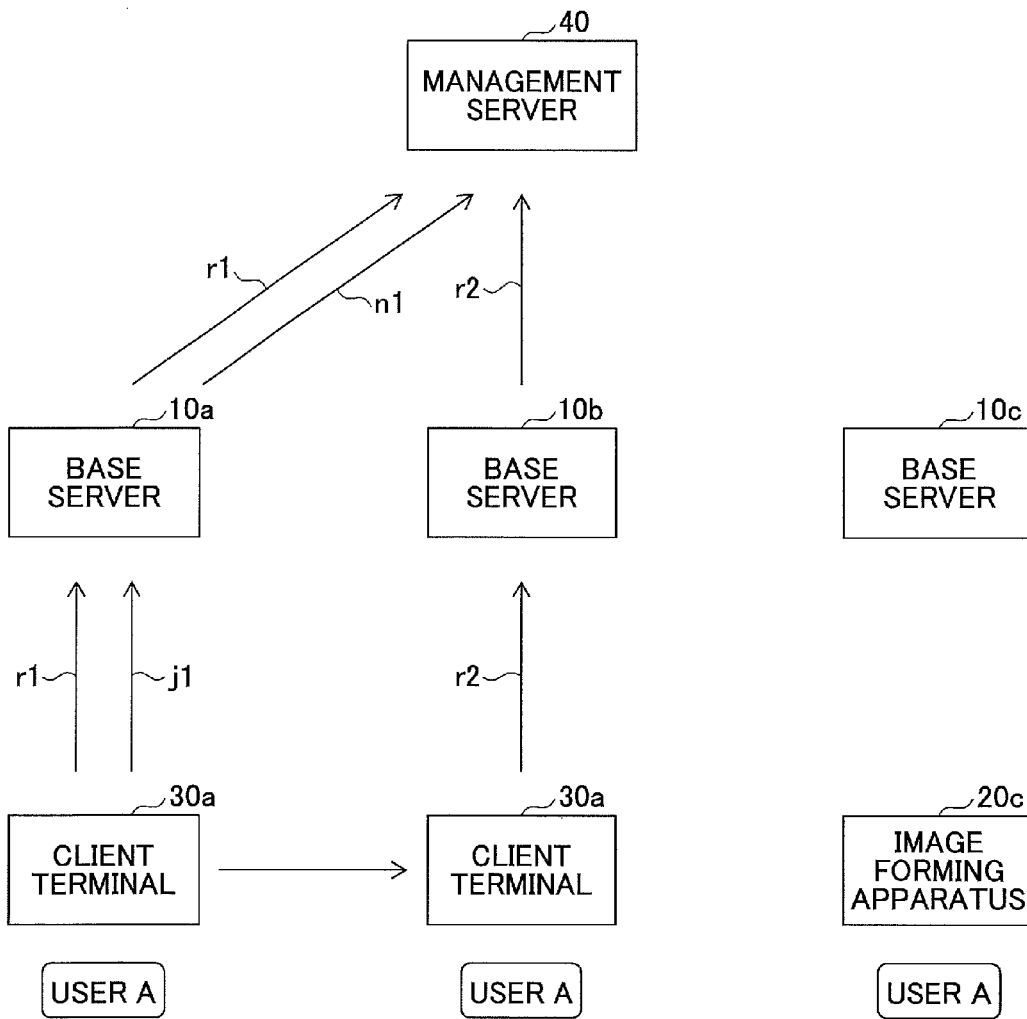 40
MANAGEMENT
SERVER
r1
n1
r2
10a
10b
10c
BASE
SERVER
BASE
SERVER
BASE
SERVER
r1
j1
r2
30a
30a
20c
CLIENT
TERMINAL
CLIENT
TERMINAL
IMAGE
FORMING
APPARATUS
USER A
USER A
USER A